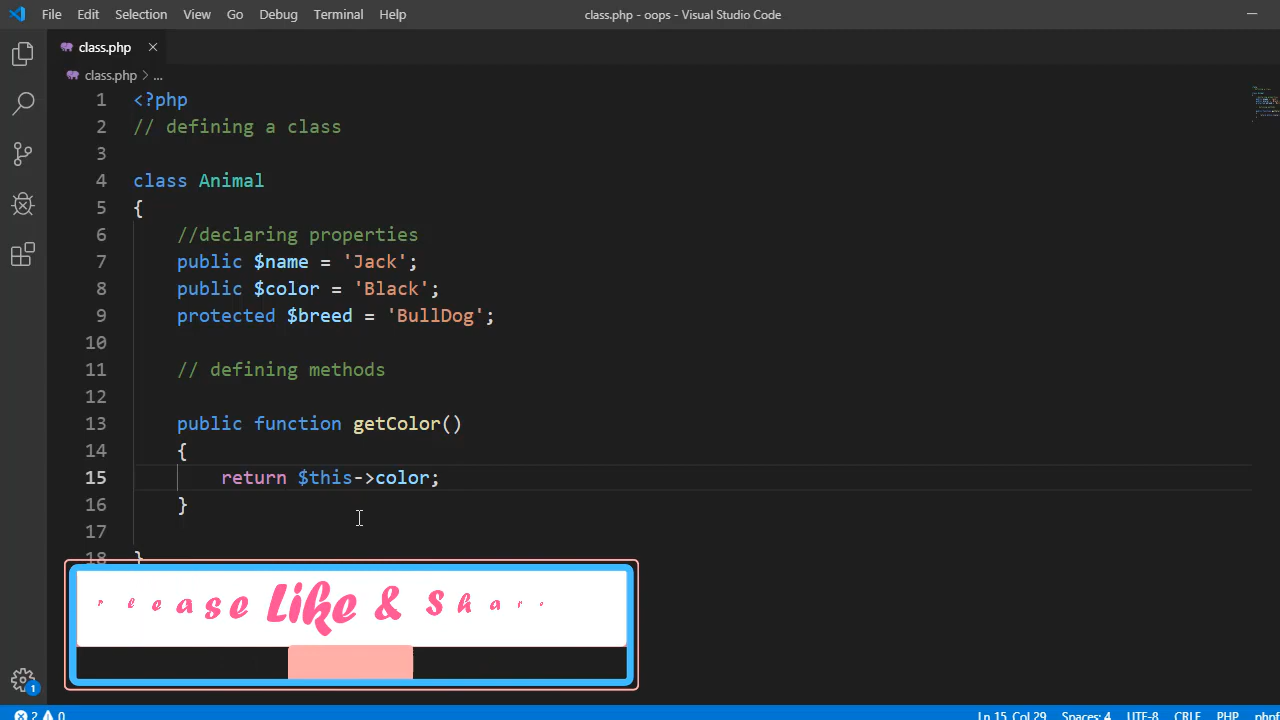 File Edit Selection View Go Debug Terminal Help class.php - oops - Visual Studio Code
class.php
class.php > ...
1 <?php
2 // defining a class
3
4 class Animal
5 {
6 //declaring properties
7 public $name = 'Jack';
8 public $color = 'Black';
9 protected $breed = 'BullDog';
10
11 // defining methods
12
13 public function getColor()
14 {
15 return $this->color;
16 }
17
18 }
Please Like & Shar
1
2 0 Ln 15, Col 29 Spaces: 4 UTF-8 CRLF PHP